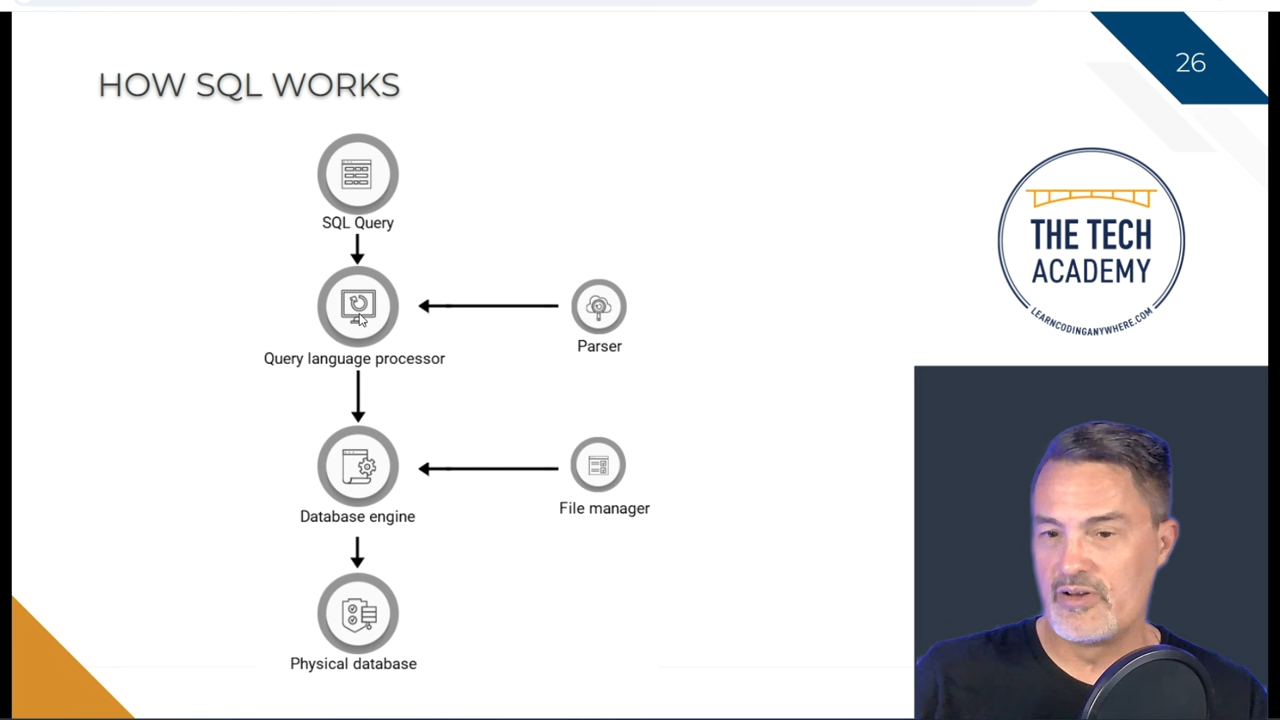 HOW SQL WORKS
26
SQL Query
Query language processor
Parser
Database engine
File manager
Physical database
THE TECH
ACADEMY
LEARNCODINGANYWHERE.COM